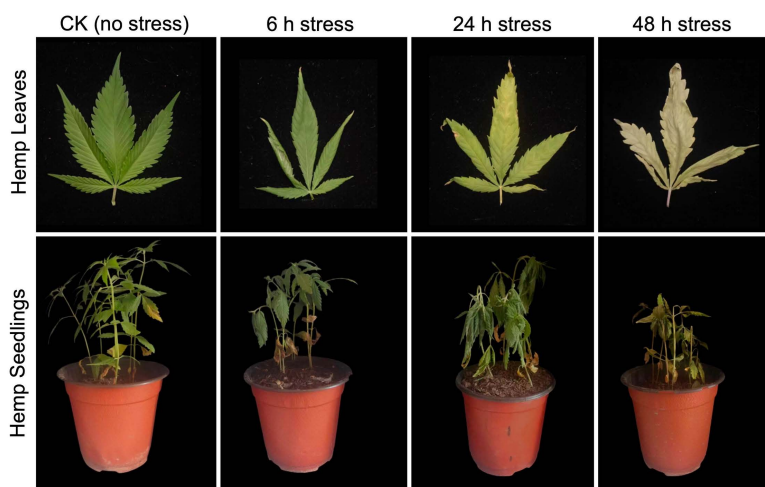 CK (no stress)
6 h stress
24 h stress
48 h stress
Hemp Leaves
Hemp Seedlings